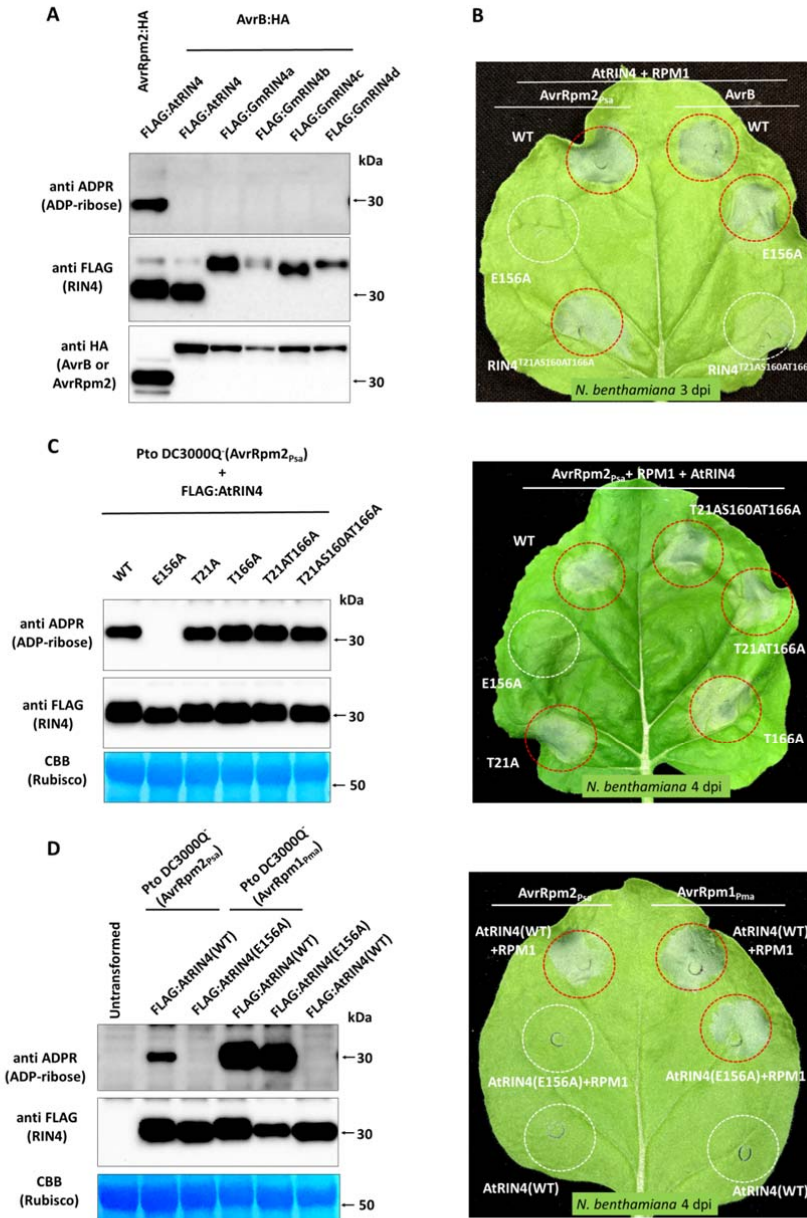 A
AvrRpm2:HA
AvrB:HA
FLAG:AtRIN4
FLAG:AtRIN4
FLAG:GmRIN4a
FLAG:GmRIN4b
FLAG:GmRIN4c
FLAG:GmRIN4d
kDa
anti ADPR
(ADP-ribose)
←30
anti FLAG
(RIN4)
←30
anti HA
(AvrB or
AvrRpm2)
←30
B
AtRIN4 + RPM1
AvrRpm2Psa
AvrB
WT
WT
E156A
E156A
RIN4T21AS160AT166A
RIN4T21AS160AT166A
N. benthamiana 3 dpi
C
Pto DC3000Q-(AvrRpm2Psa)
+
FLAG:AtRIN4
WT
E156A
T21A
T166A
T21AT166A
T21AS160AT166A
kDa
anti ADPR
(ADP-ribose)
←30
anti FLAG
(RIN4)
←30
CBB
(Rubisco)
←50
AvrRpm2Psa+ RPM1 + AtRIN4
T21AS160AT166A
WT
T21AT166A
E156A
T166A
T21A
N. benthamiana 4 dpi
D
Pto DC3000Q-
(AvrRpm2Psa)
Pto DC3000Q-
(AvrRpm1Pma)
Untransformed
FLAG:AtRIN4(WT)
FLAG:AtRIN4(E156A)
FLAG:AtRIN4(WT)
FLAG:AtRIN4(E156A)
FLAG:AtRIN4(WT)
kDa
anti ADPR
(ADP-ribose)
←30
anti FLAG
(RIN4)
←30
CBB
(Rubisco)
←50
AvrRpm2Psa
AvrRpm1Pma
AtRIN4(WT)
+RPM1
AtRIN4(WT)
+RPM1
AtRIN4(E156A)+RPM1
AtRIN4(E156A)+RPM1
AtRIN4(WT)
AtRIN4(WT)
N. benthamiana 4 dpi